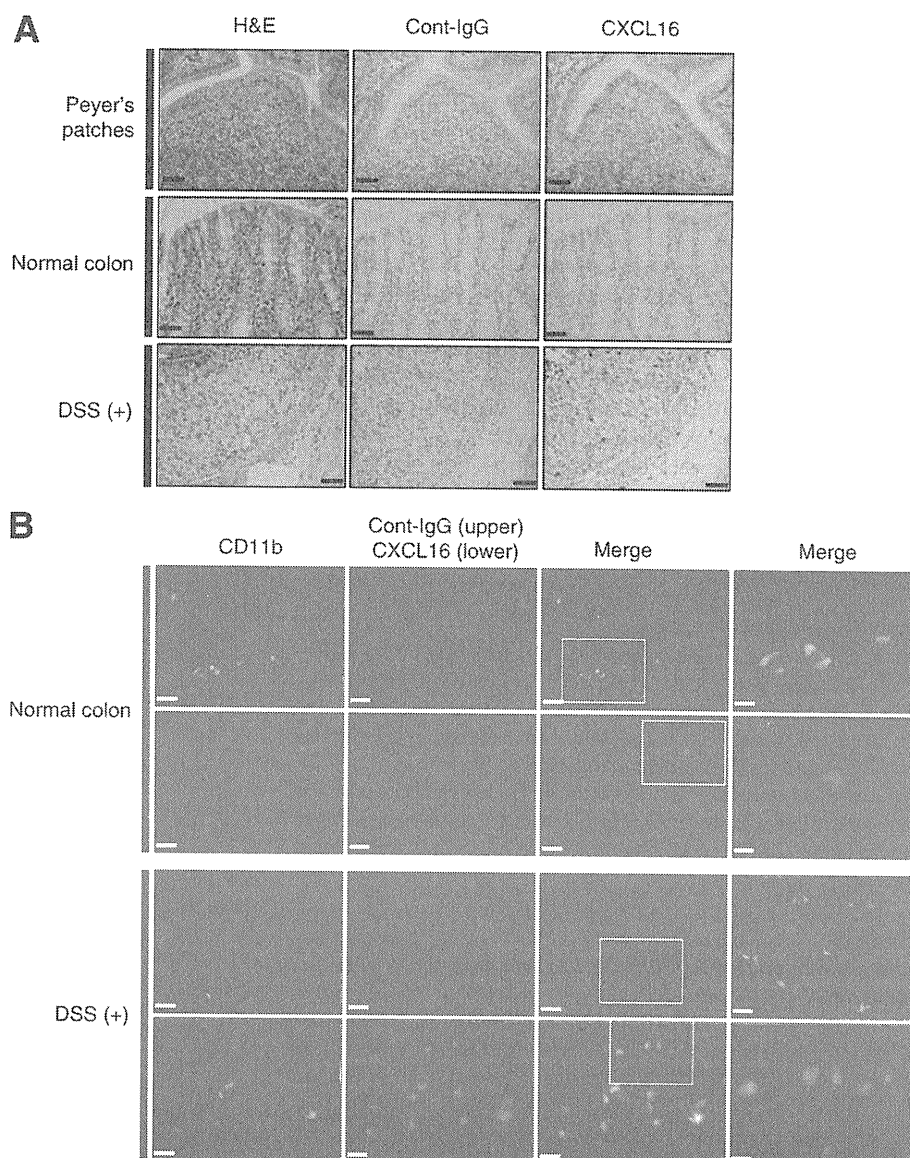 A
H&E
Cont-IgG
CXCL16
Peyer's
patches
Normal colon
DSS (+)
B
CD11b
Cont-IgG (upper)
CXCL16 (lower)
Merge
Merge
Normal colon
DSS (+)